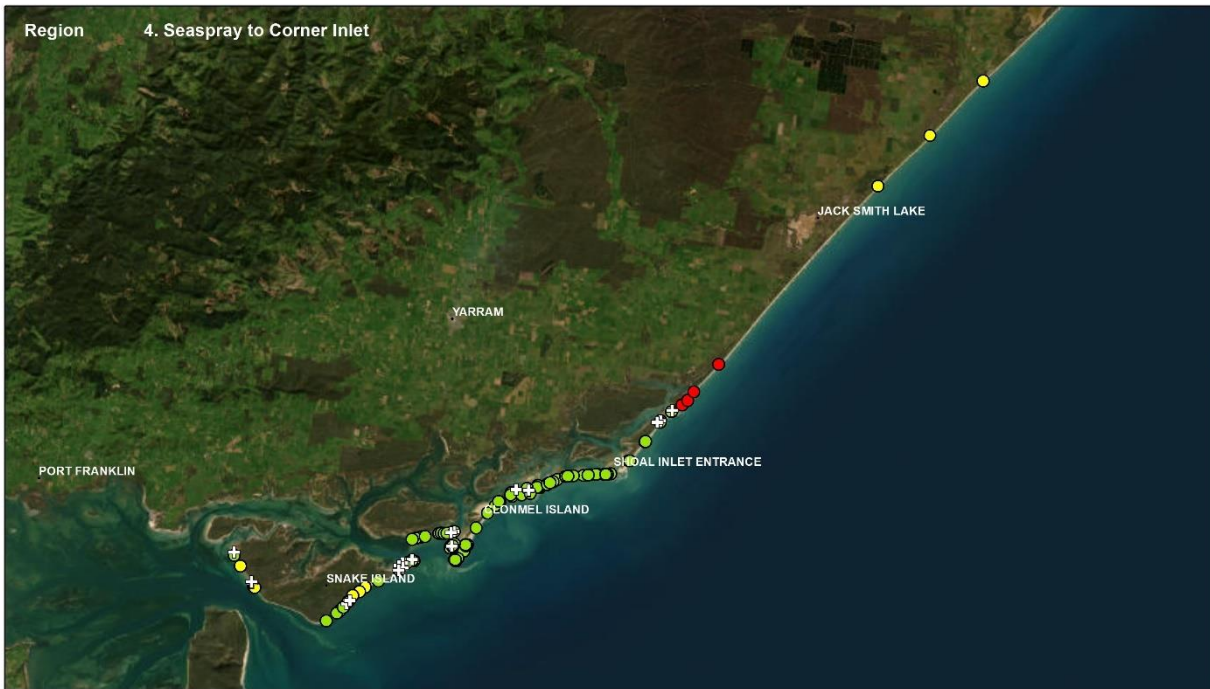 Region 4. Seaspray to Corner Inlet
JACK SMITH LAKE
YARRAM
SHOAL INLET ENTRANCE
PORT FRANKLIN
CLONMEL ISLAND
SNAKE ISLAND